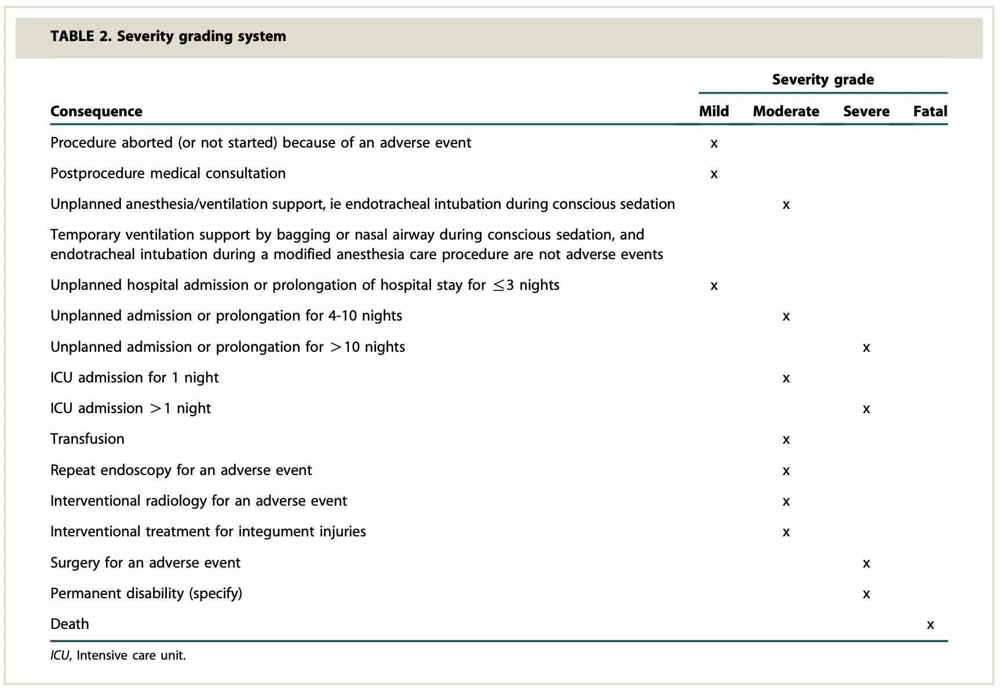 TABLE 2. Severity grading system
Severity grade
Consequence Mild Moderate Severe Fatal
Procedure aborted (or not started) because of an adverse event x
Postprocedure medical consultation x
Unplanned anesthesia/ventilation support, ie endotracheal intubation during conscious sedation x
Temporary ventilation support by bagging or nasal airway during conscious sedation, and
endotracheal intubation during a modified anesthesia care procedure are not adverse events
Unplanned hospital admission or prolongation of hospital stay for ≤3 nights x
Unplanned admission or prolongation for 4-10 nights x
Unplanned admission or prolongation for >10 nights x
ICU admission for 1 night x
ICU admission >1 night x
Transfusion x
Repeat endoscopy for an adverse event x
Interventional radiology for an adverse event x
Interventional treatment for integument injuries x
Surgery for an adverse event x
Permanent disability (specify) x
Death x
ICU, Intensive care unit.